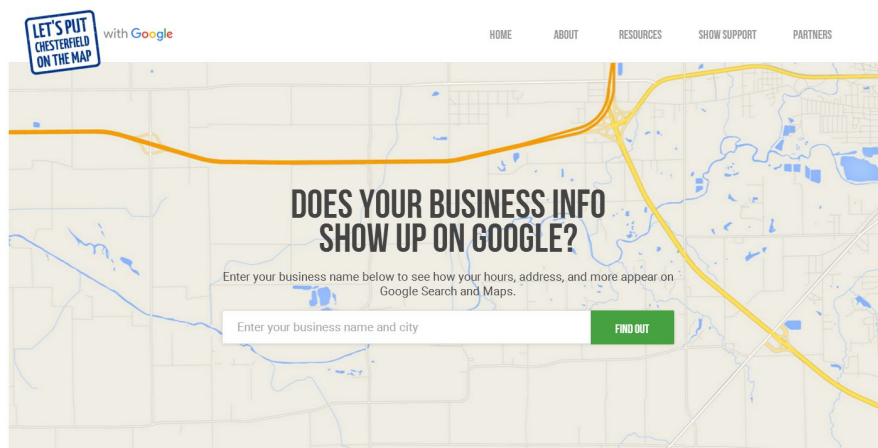 LET'S PUT
CHESTERFIELD
ON THE MAP
with Google
HOME ABOUT RESOURCES SHOW SUPPORT PARTNERS
DOES YOUR BUSINESS INFO
SHOW UP ON GOOGLE?
Enter your business name below to see how your hours, address, and more appear on
Google Search and Maps.
Enter your business name and city
FIND OUT